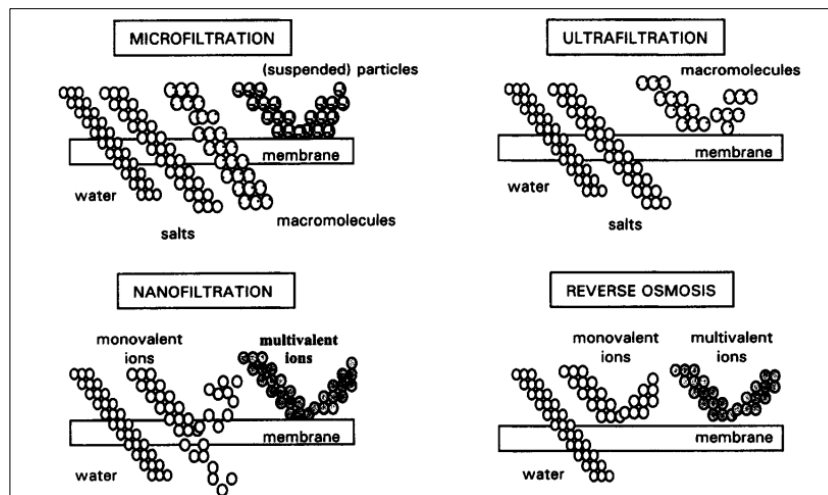 MICROFILTRATION
(suspended) particles
membrane
water
salts
macromolecules
ULTRAFILTRATION
macromolecules
membrane
water
salts
NANOFILTRATION
monovalent
ions
multivalent
ions
membrane
water
REVERSE OSMOSIS
monovalent
ions
multivalent
ions
membrane
water